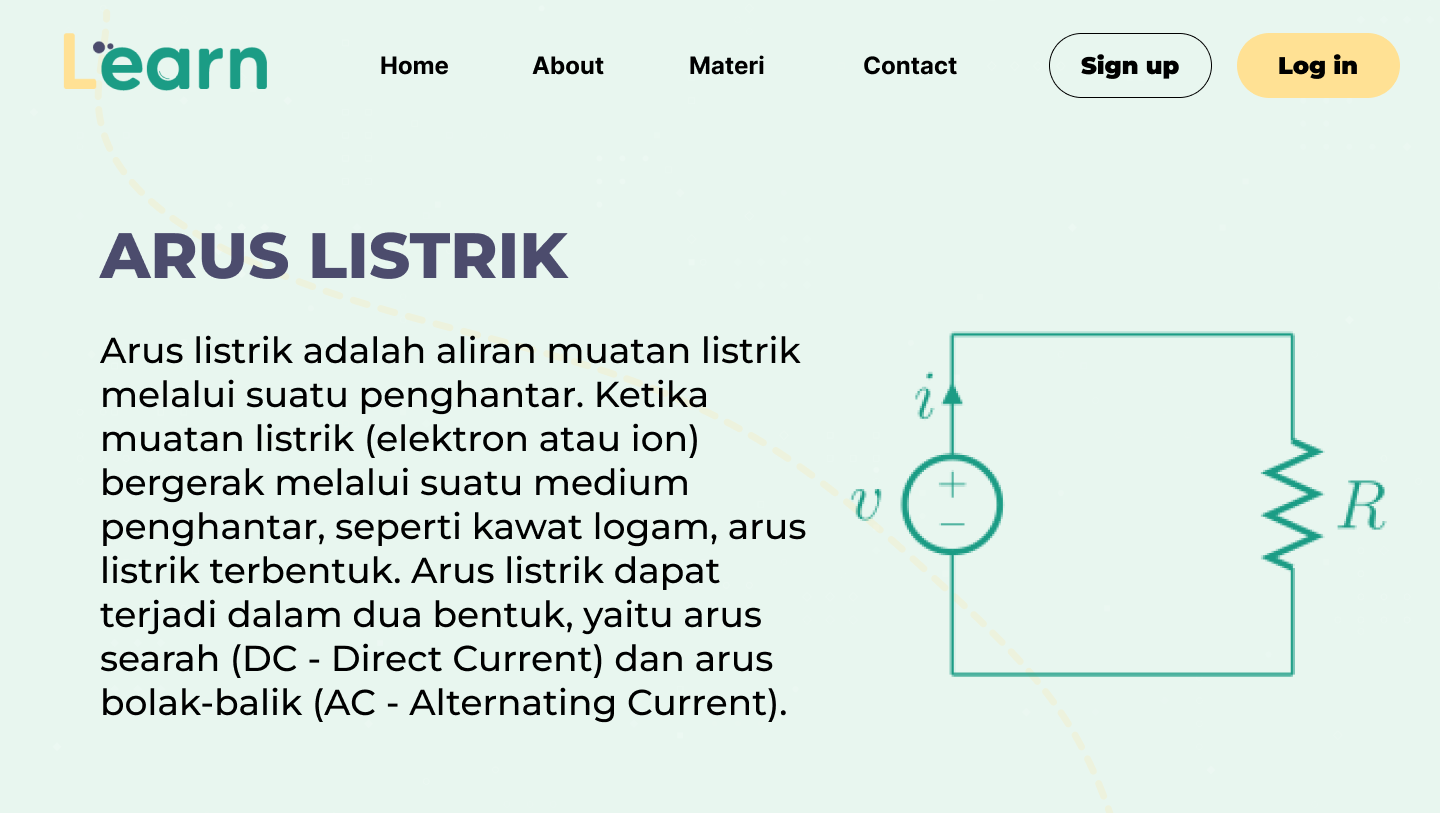 Learn
Home About Materi Contact Sign up Log in
ARUS LISTRIK
Arus listrik adalah aliran muatan listrik
melalui suatu penghantar. Ketika
muatan listrik (elektron atau ion)
bergerak melalui suatu medium
penghantar, seperti kawat logam, arus
listrik terbentuk. Arus listrik dapat
terjadi dalam dua bentuk, yaitu arus
searah (DC - Direct Current) dan arus
bolak-balik (AC - Alternating Current).
i
+
v
−
R